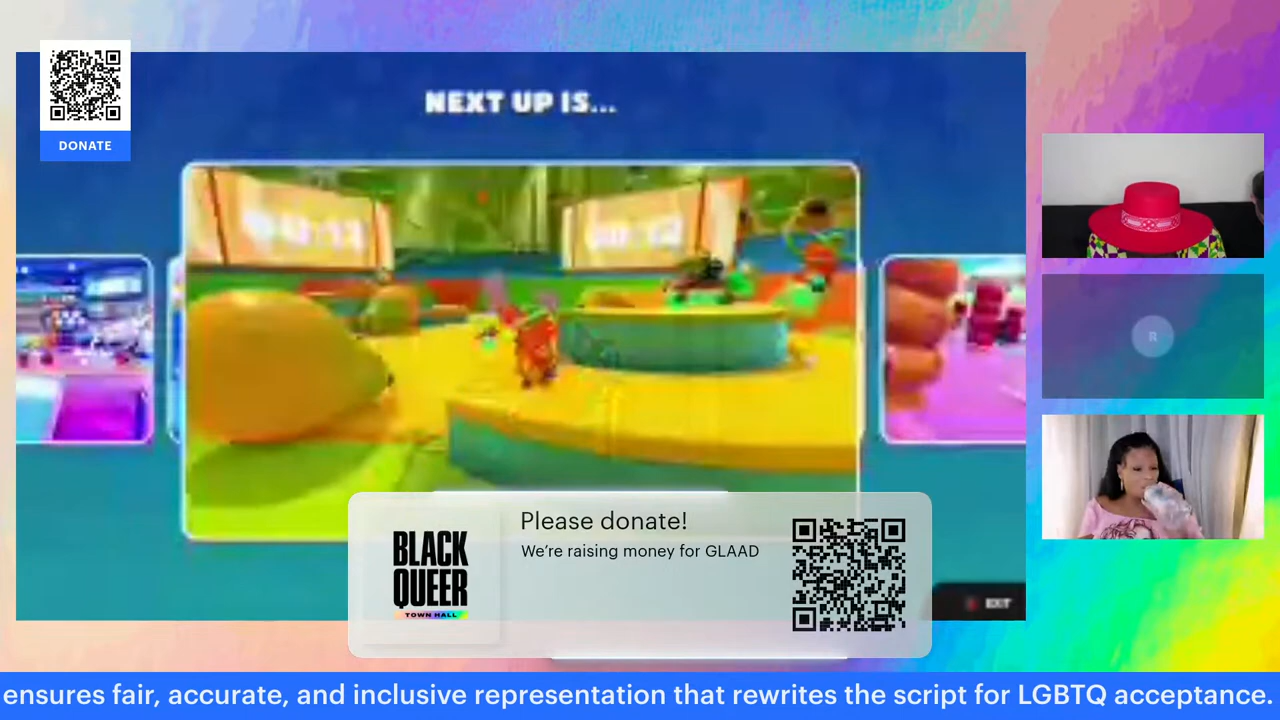 DONATE
NEXT UP IS...
R
Please donate!
We're raising money for GLAAD
BLACK
QUEER
TOWN HALL
EXIT
ensures fair, accurate, and inclusive representation that rewrites the script for LGBTQ acceptance.